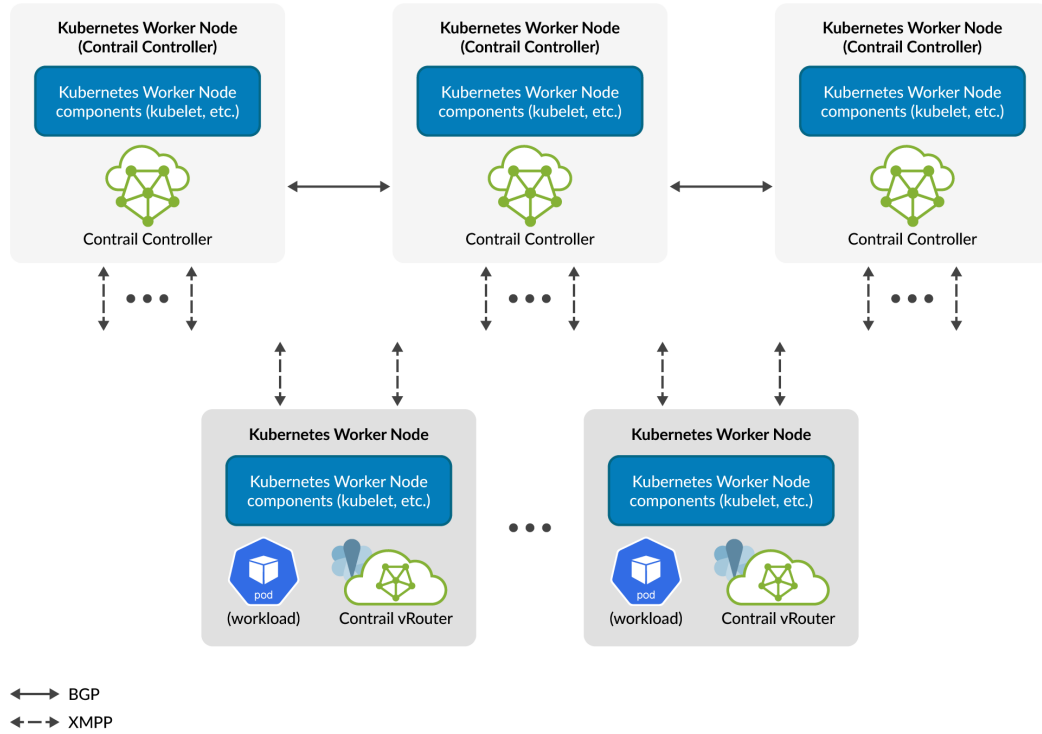 Kubernetes Worker Node
(Contrail Controller)
Kubernetes Worker Node
components (kubelet, etc.)
Contrail Controller
Kubernetes Worker Node
(Contrail Controller)
Kubernetes Worker Node
components (kubelet, etc.)
Contrail Controller
Kubernetes Worker Node
(Contrail Controller)
Kubernetes Worker Node
components (kubelet, etc.)
Contrail Controller
Kubernetes Worker Node
Kubernetes Worker Node
components (kubelet, etc.)
pod
(workload)
Contrail vRouter
Kubernetes Worker Node
Kubernetes Worker Node
components (kubelet, etc.)
pod
(workload)
Contrail vRouter
BGP
XMPP